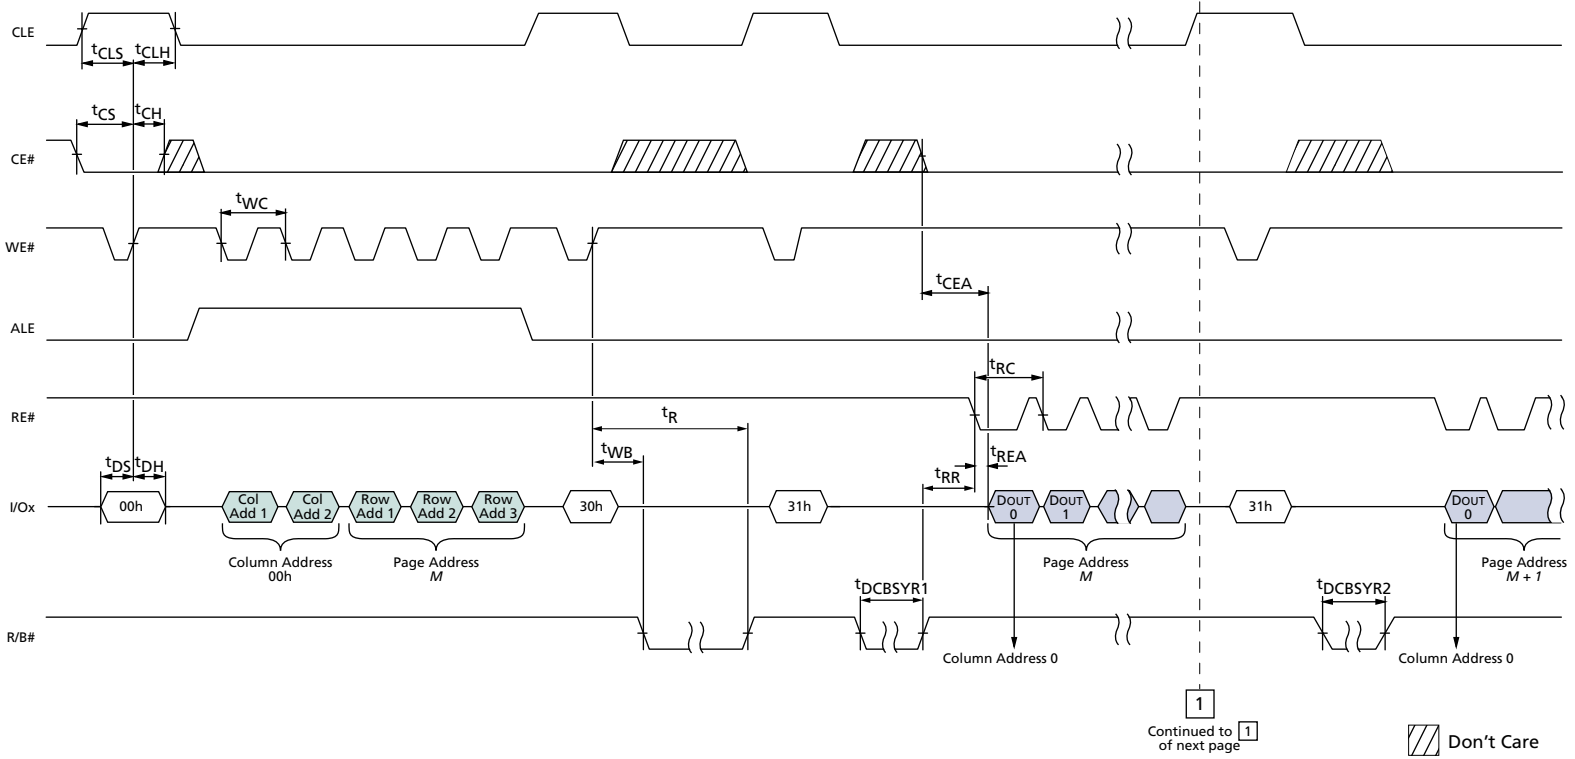 CLE
tCLS tCLH
tCS tCH
CE#
tWC
WE#
tCEA
ALE
tRC
RE#
tR
tWB
tREA
tRR
tDS tDH
I/Ox
00h
Col Add 1
Col Add 2
Row Add 1
Row Add 2
Row Add 3
30h
31h
DOUT 0
DOUT 1
31h
DOUT 0
Column Address
00h
Page Address
M
Page Address
M
Page Address
M + 1
tDCBSYR1
tDCBSYR2
R/B#
Column Address 0
Column Address 0
1
Continued to 1
of next page
Don't Care